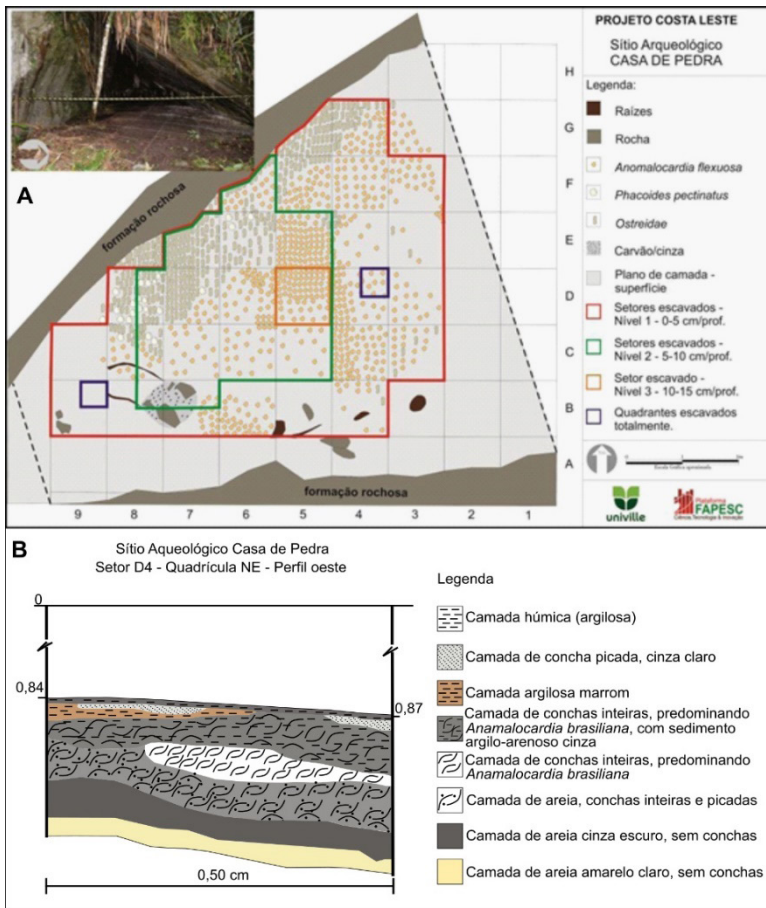 PROJETO COSTA LESTE
Sítio Arqueológico
CASA DE PEDRA
Legenda:
Raízes
Rocha
Anomalocardia flexuosa
Phacoides pectinatus
Ostreidae
Carvão/cinza
Plano de camada -
superfície
Setores escavados -
Nível 1 - 0-5 cm/prof.
Setores escavados -
Nível 2 - 5-10 cm/prof.
Setor escavado -
Nível 3 - 10-15 cm/prof.
Quadrantes escavados
totalmente.
univille
Plataforma
FAPESC
Ciência, Tecnologia & Inovação
A
formação rochosa
formação rochosa
H
G
F
E
D
C
B
A
9 8 7 6 5 4 3 2 1
B
Sítio Aqueológico Casa de Pedra
Setor D4 - Quadrícula NE - Perfil oeste
0
0,84
0,87
0,50 cm
Legenda
Camada húmica (argilosa)
Camada de concha picada, cinza claro
Camada argilosa marrom
Camada de conchas inteiras, predominando
Anamalocardia brasiliana, com sedimento
argilo-arenoso cinza
Camada de conchas inteiras, predominando
Anamalocardia brasiliana
Camada de areia, conchas inteiras e picadas
Camada de areia cinza escuro, sem conchas
Camada de areia amarelo claro, sem conchas